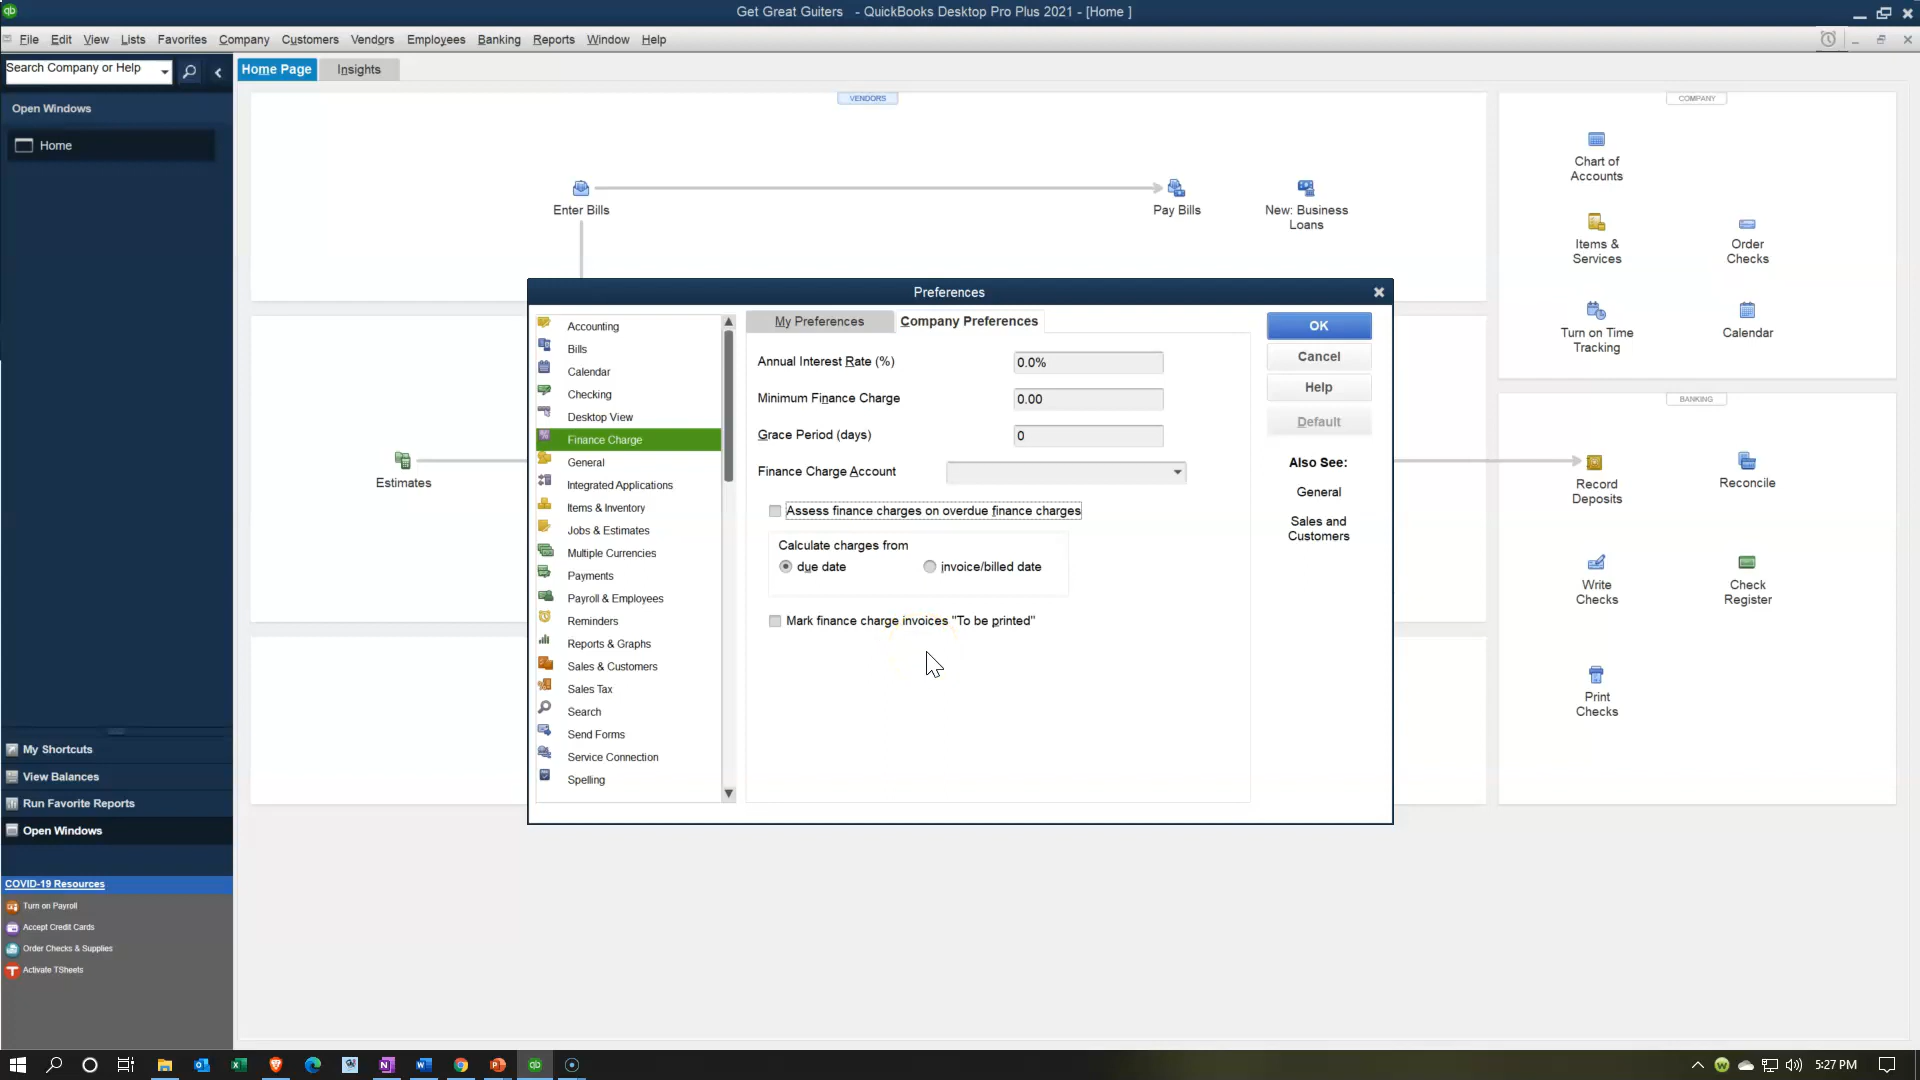 Get Great Guiters - QuickBooks Desktop Pro Plus 2021 - [Home ]
File Edit View Lists Favorites Company Customers Vendors Employees Banking Reports Window Help
Search Company or Help
Home Page Insights
Open Windows
Home
VENDORS
Enter Bills
Pay Bills
New: Business
Loans
COMPANY
Chart of
Accounts
Items &
Services
Order
Checks
Turn on Time
Tracking
Calendar
Estimates
BANKING
Record
Deposits
Reconcile
Write
Checks
Check
Register
Print
Checks
Preferences
Accounting
Bills
Calendar
Checking
Desktop View
Finance Charge
General
Integrated Applications
Items & Inventory
Jobs & Estimates
Multiple Currencies
Payments
Payroll & Employees
Reminders
Reports & Graphs
Sales & Customers
Sales Tax
Search
Send Forms
Service Connection
Spelling
My Preferences Company Preferences
Annual Interest Rate (%) 0.0%
Minimum Finance Charge 0.00
Grace Period (days) 0
Finance Charge Account
Assess finance charges on overdue finance charges
Calculate charges from
due date invoice/billed date
Mark finance charge invoices "To be printed"
OK
Cancel
Help
Default
Also See:
General
Sales and
Customers
My Shortcuts
View Balances
Run Favorite Reports
Open Windows
COVID-19 Resources
Turn on Payroll
Accept Credit Cards
Order Checks & Supplies
Activate TSheets
5:27 PM